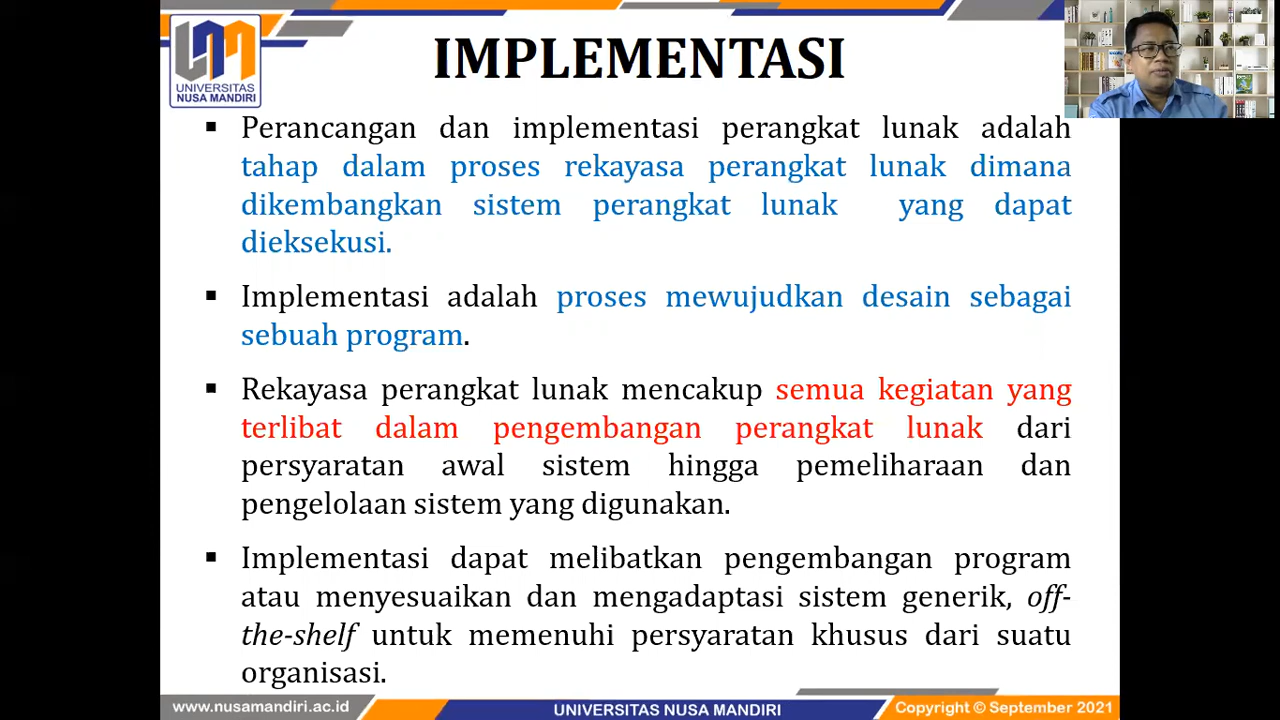 UNIVERSITAS
NUSA MANDIRI
IMPLEMENTASI
▪ Perancangan dan implementasi perangkat lunak adalah
tahap dalam proses rekayasa perangkat lunak dimana
dikembangkan sistem perangkat lunak yang dapat
dieksekusi.
▪ Implementasi adalah proses mewujudkan desain sebagai
sebuah program.
▪ Rekayasa perangkat lunak mencakup semua kegiatan yang
terlibat dalam pengembangan perangkat lunak dari
persyaratan awal sistem hingga pemeliharaan dan
pengelolaan sistem yang digunakan.
▪ Implementasi dapat melibatkan pengembangan program
atau menyesuaikan dan mengadaptasi sistem generik, off-
the-shelf untuk memenuhi persyaratan khusus dari suatu
organisasi.
www.nusamandiri.ac.id
UNIVERSITAS NUSA MANDIRI
Copyright © September 2021